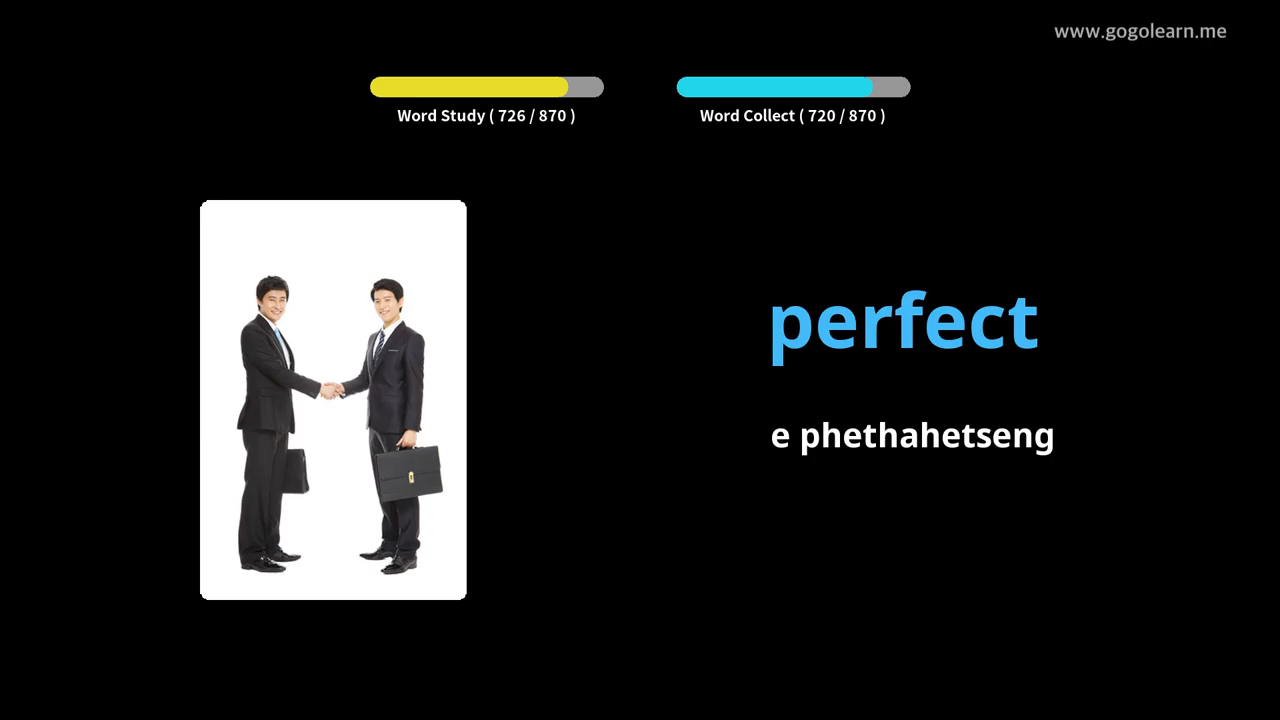 www.gogolearn.me
Word Study ( 726 / 870 )
Word Collect ( 720 / 870 )
perfect
e phethahetseng